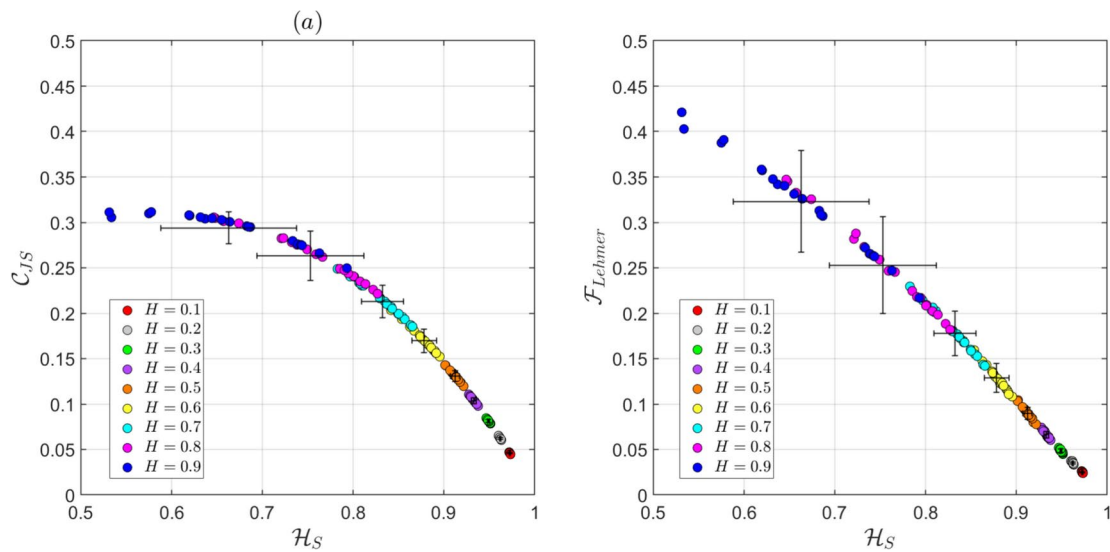 (a)
0.5
0.45
0.4
0.35
0.3
0.25
0.2
0.15
0.1
0.05
0
C_JS
H = 0.1
H = 0.2
H = 0.3
H = 0.4
H = 0.5
H = 0.6
H = 0.7
H = 0.8
H = 0.9
0.5 0.6 0.7 0.8 0.9 1
H_S
0.5
0.45
0.4
0.35
0.3
0.25
0.2
0.15
0.1
0.05
0
F_Lehmer
H = 0.1
H = 0.2
H = 0.3
H = 0.4
H = 0.5
H = 0.6
H = 0.7
H = 0.8
H = 0.9
0.5 0.6 0.7 0.8 0.9 1
H_S